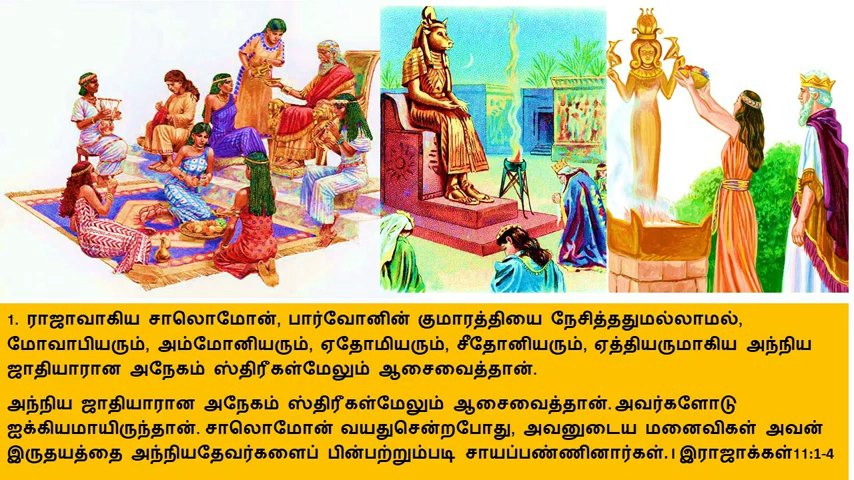 1. ராஜாவாகிய சாலொமோன், பார்வோனின் குமாரத்தியை நேசித்ததுமல்லாமல்,
மோவாபியரும், அம்மோனியரும், ஏதோமியரும், சீதோனியரும், ஏத்தியருமாகிய அந்நிய
ஜாதியாரான அநேகம் ஸ்திரீகள்மேலும் ஆசைவைத்தான்.
அந்நிய ஜாதியாரான அநேகம் ஸ்திரீகள்மேலும் ஆசைவைத்தான். அவர்களோடு
ஐக்கியமாயிருந்தான். சாலொமோன் வயதுசென்றபோது, அவனுடைய மனைவிகள் அவன்
இருதயத்தை அந்நியதேவர்களைப் பின்பற்றும்படி சாயப்பண்ணினார்கள். I இராஜாக்கள்11:1-4